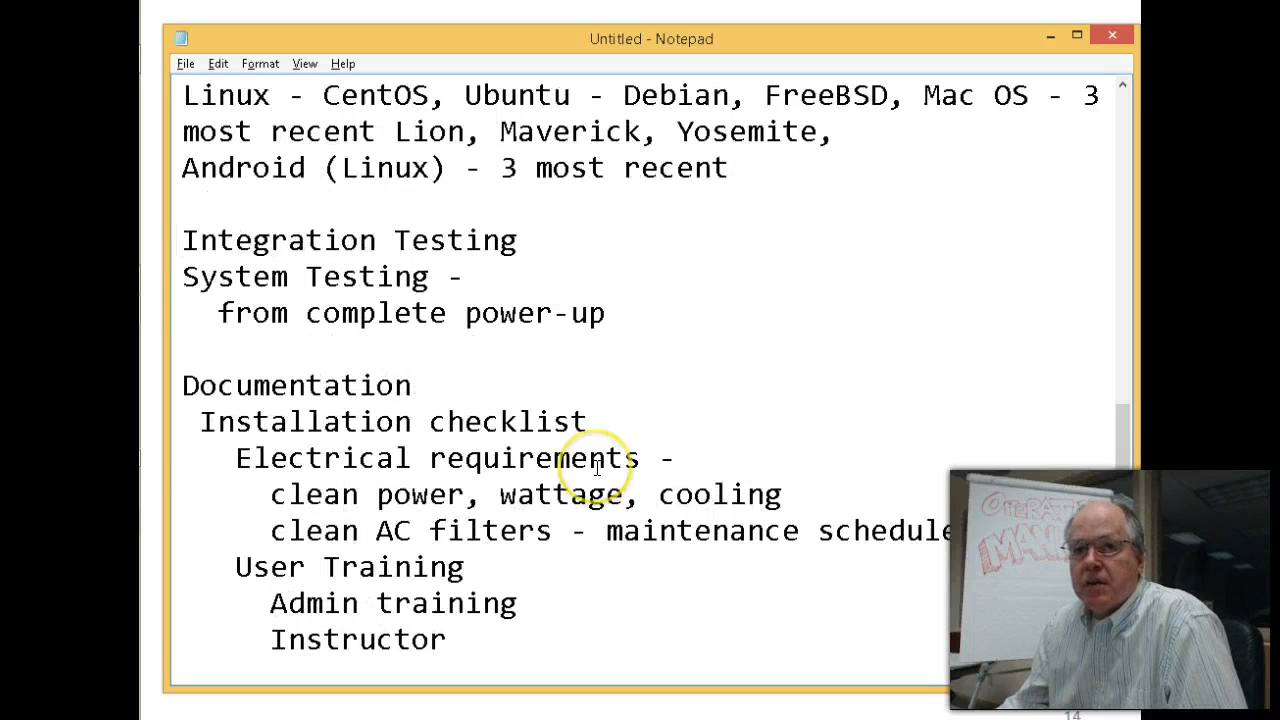 Untitled - Notepad
File Edit Format View Help
Linux - CentOS, Ubuntu - Debian, FreeBSD, Mac OS - 3
most recent Lion, Maverick, Yosemite,
Android (Linux) - 3 most recent
Integration Testing
System Testing -
from complete power-up
Documentation
Installation checklist
Electrical requirements -
clean power, wattage, cooling
clean AC filters - maintenance schedule
User Training
Admin training
Instructor
14